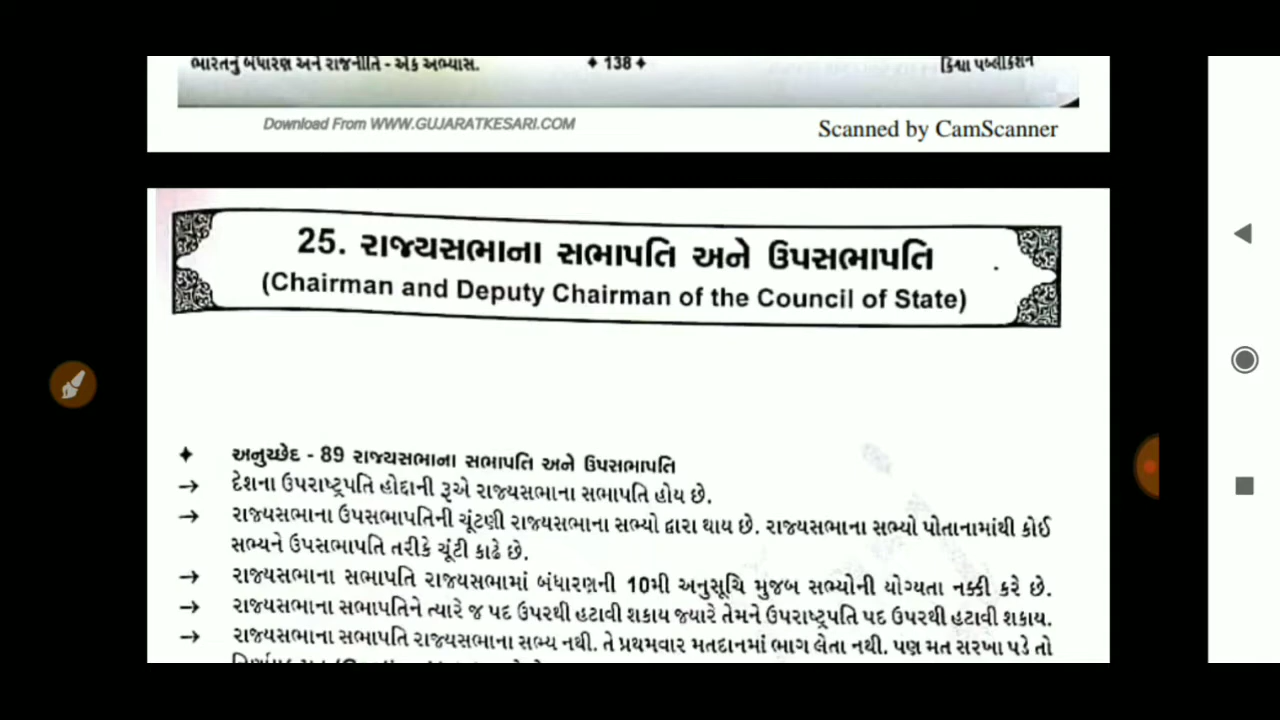 ભારતનું બંધારણ અને રાજનીતિ - એક અભ્યાસ. ✦ 138 ✦ કિશ્વા પબ્લીકેશન
Download From WWW.GUJARATKESARI.COM
Scanned by CamScanner
25. રાજ્યસભાના સભાપતિ અને ઉપસભાપતિ
(Chairman and Deputy Chairman of the Council of State)
✦ અનુચ્છેદ - 89 રાજ્યસભાના સભાપતિ અને ઉપસભાપતિ
→ દેશના ઉપરાષ્ટ્રપતિ હોદ્દાની રૂએ રાજ્યસભાના સભાપતિ હોય છે.
→ રાજ્યસભાના ઉપસભાપતિની ચૂંટણી રાજ્યસભાના સભ્યો દ્વારા થાય છે. રાજ્યસભાના સભ્યો પોતાનામાંથી કોઈ
સભ્યને ઉપસભાપતિ તરીકે ચૂંટી કાઢે છે.
→ રાજ્યસભાના સભાપતિ રાજ્યસભામાં બંધારણની 10મી અનુસૂચિ મુજબ સભ્યોની યોગ્યતા નક્કી કરે છે.
→ રાજ્યસભાના સભાપતિને ત્યારે જ પદ ઉપરથી હટાવી શકાય જ્યારે તેમને ઉપરાષ્ટ્રપતિ પદ ઉપરથી હટાવી શકાય.
→ રાજ્યસભાના સભાપતિ રાજ્યસભાના સભ્ય નથી. તે પ્રથમવાર મતદાનમાં ભાગ લેતા નથી. પણ મત સરખા પડે તો